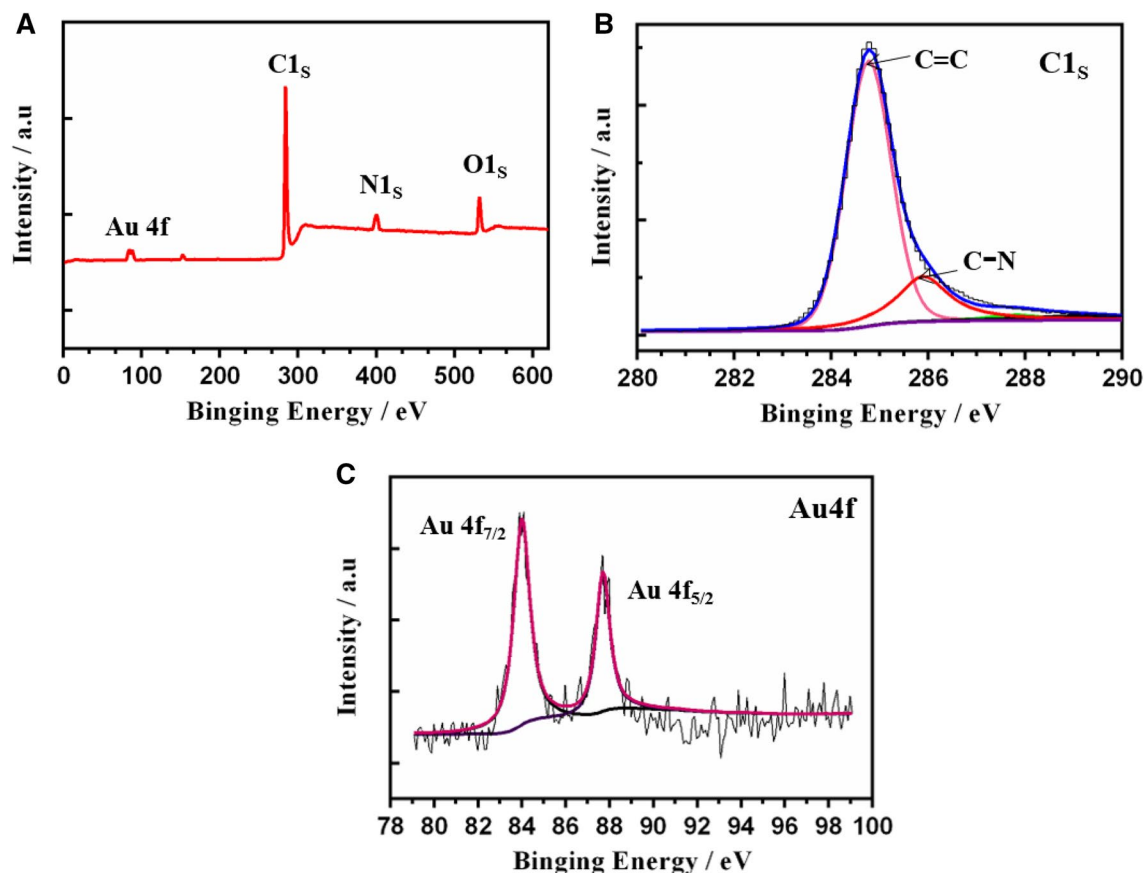 A
Intensity / a.u
C1s
Au 4f
N1s
O1s
0 100 200 300 400 500 600
Binging Energy / eV
B
Intensity / a.u
C=C
C1s
C-N
280 282 284 286 288 290
Binging Energy / eV
C
Intensity / a.u
Au4f
Au 4f7/2
Au 4f5/2
78 80 82 84 86 88 90 92 94 96 98 100
Binging Energy / eV